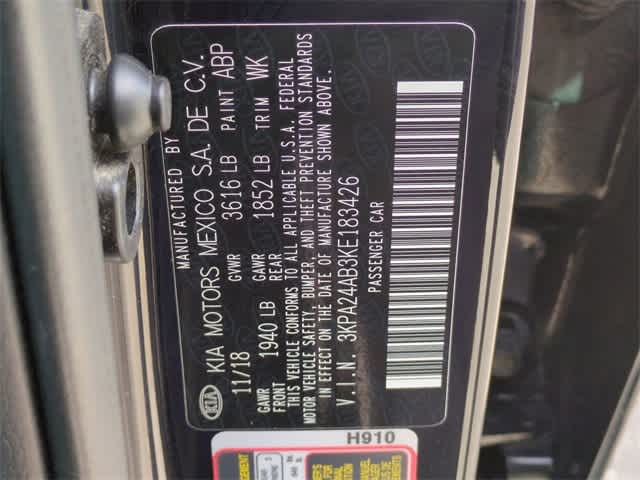 MANUFACTURED BY
KIA KIA MOTORS MEXICO S.A. DE C.V.
11/18 GVWR 3616 LB PAINT ABP
GAWR FRONT 1940 LB GAWR REAR 1852 LB TRIM WK
THIS VEHICLE CONFORMS TO ALL APPLICABLE U.S.A. FEDERAL
MOTOR VEHICLE SAFETY, BUMPER, AND THEFT PREVENTION STANDARDS
IN EFFECT ON THE DATE OF MANUFACTURE SHOWN ABOVE.
V.I.N. 3KPA24AB3KE183426
PASSENGER CAR
H910